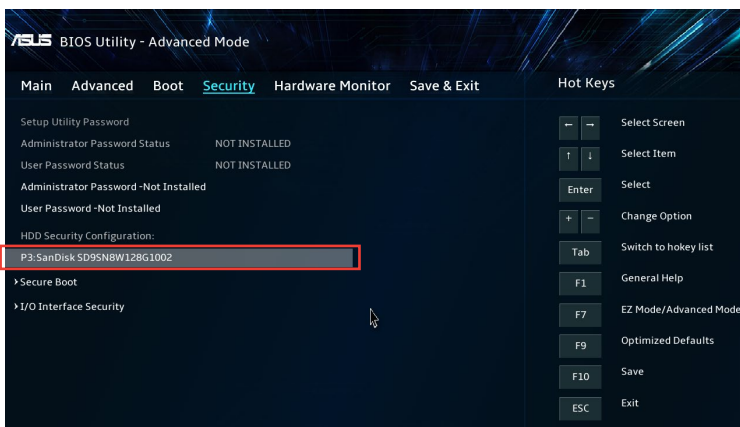 ASUS BIOS Utility - Advanced Mode
Main Advanced Boot Security Hardware Monitor Save & Exit
Setup Utility Password
Administrator Password Status NOT INSTALLED
User Password Status NOT INSTALLED
Administrator Password -Not Installed
User Password -Not Installed
HDD Security Configuration:
P3:SanDisk SD9SN8W128G1002
Secure Boot
I/O Interface Security
Hot Keys
← → Select Screen
↑ ↓ Select Item
Enter Select
+ − Change Option
Tab Switch to hokey list
F1 General Help
F7 EZ Mode/Advanced Mode
F9 Optimized Defaults
F10 Save
ESC Exit